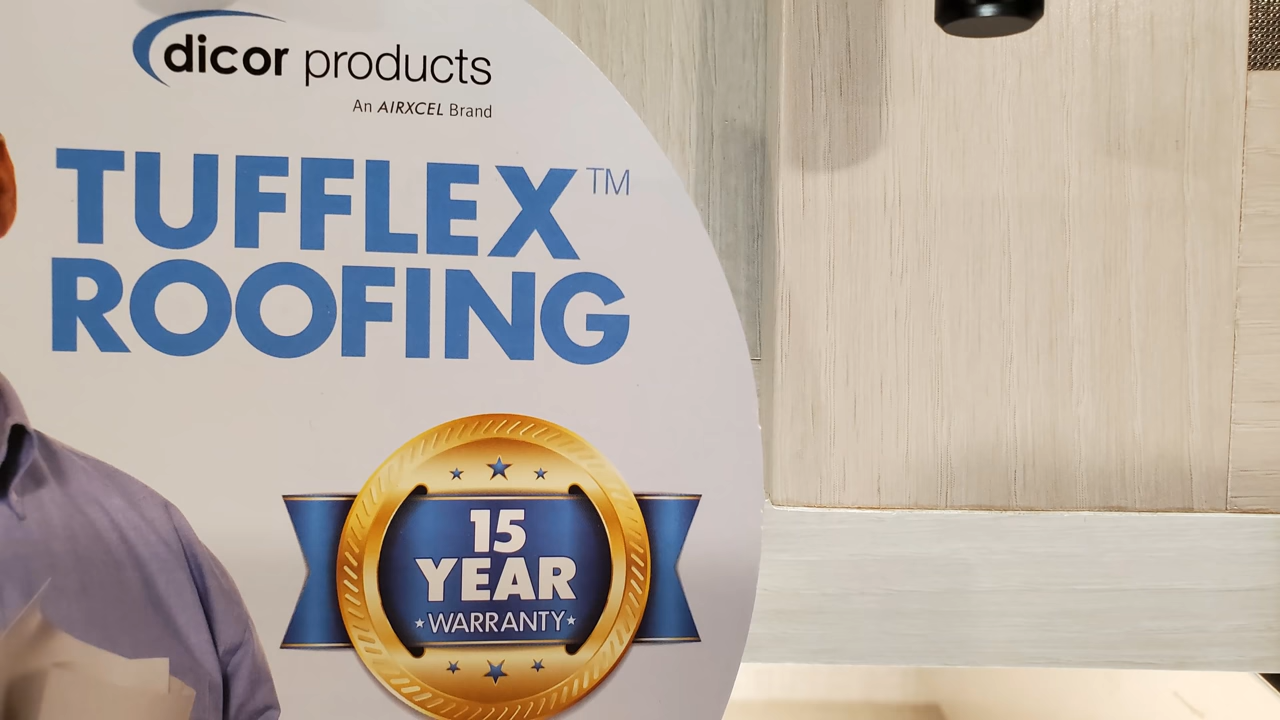 dicor products
An AIRXCEL Brand
TUFFLEX™
ROOFING
15
YEAR
WARRANTY